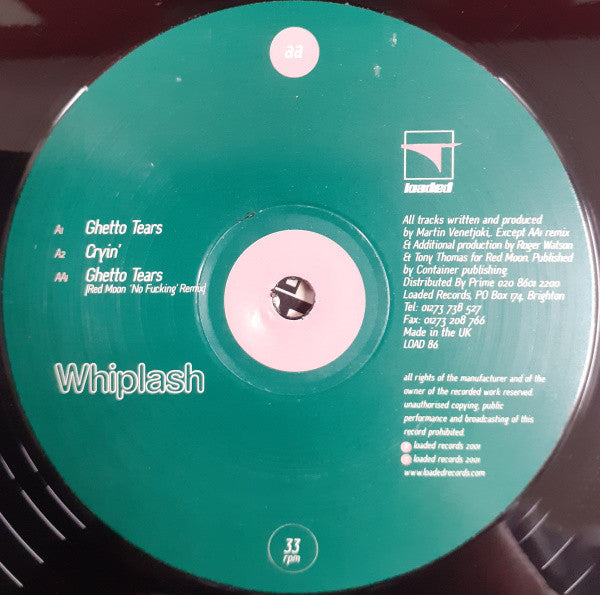 aa
loaded
A1 Ghetto Tears
A2 Cryin'
AA1 Ghetto Tears
(Red Moon 'No Fucking' Remix)
Whiplash
All tracks written and produced
by Martin Venetjoki, Except AA1 remix
& Additional production by Roger Watson
& Tony Thomas for Red Moon. Published
by Container publishing.
Distributed By Prime 020 8601 2200
Loaded Records, PO Box 174, Brighton
Tel: 01273 738 527
Fax: 01273 208 766
Made in the UK
LOAD 86
all rights of the manufacturer and of the
owner of the recorded work reserved.
unauthorised copying, public
performance and broadcasting of this
record prohibited.
loaded records 2001
loaded records 2001
www.loadedrecords.com
33
rpm